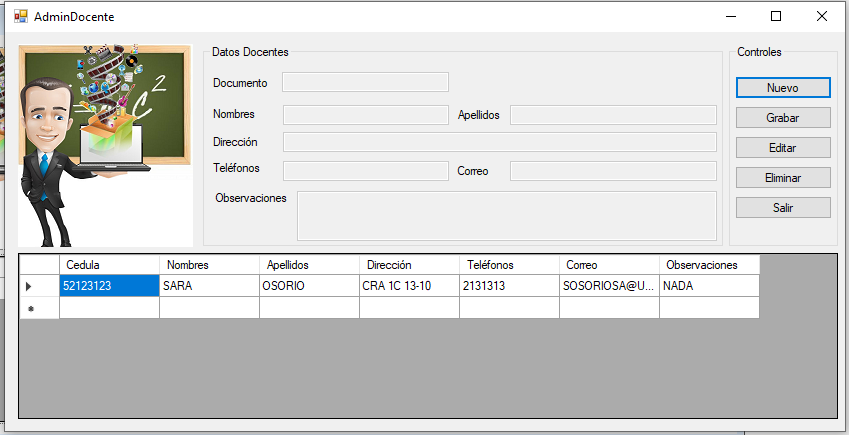 AdminDocente
Datos Docentes
Documento
Nombres
Apellidos
Dirección
Teléfonos
Correo
Observaciones
Controles
Nuevo
Grabar
Editar
Eliminar
Salir
Cedula Nombres Apellidos Dirección Teléfonos Correo Observaciones
52123123 SARA OSORIO CRA 1C 13-10 2131313 SOSORIOSA@U... NADA